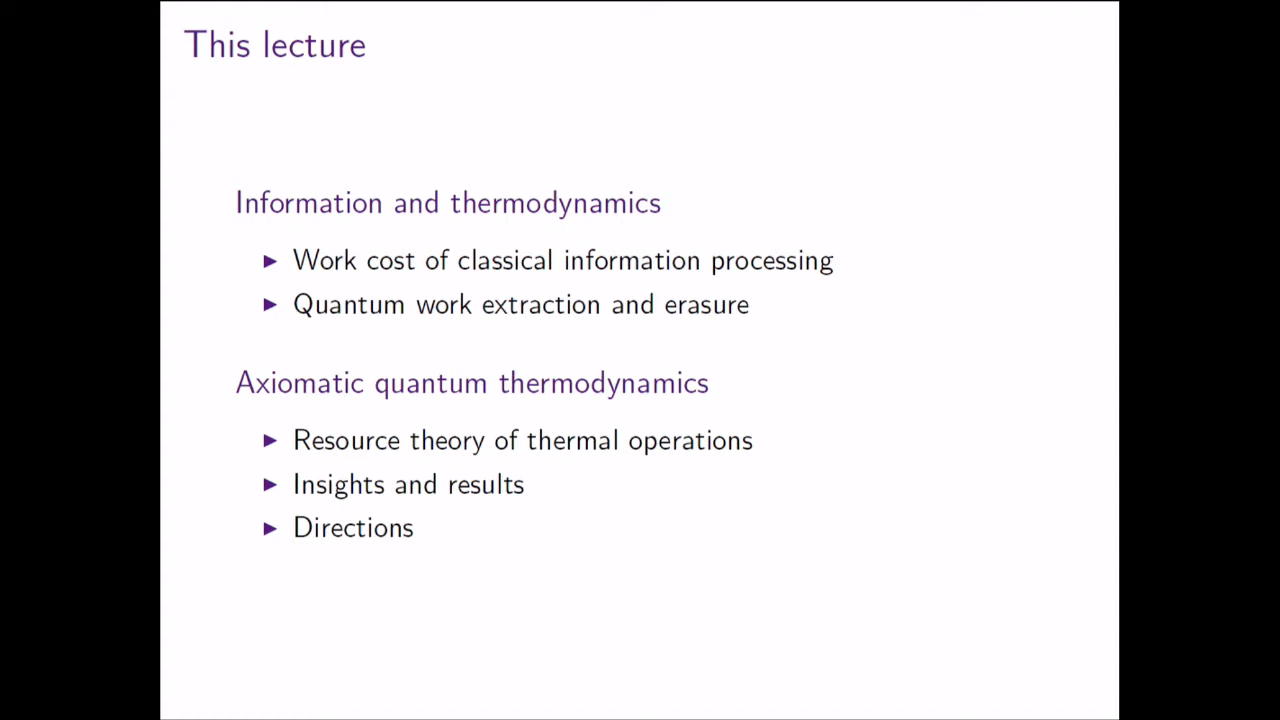 This lecture
Information and thermodynamics
▶ Work cost of classical information processing
▶ Quantum work extraction and erasure
Axiomatic quantum thermodynamics
▶ Resource theory of thermal operations
▶ Insights and results
▶ Directions